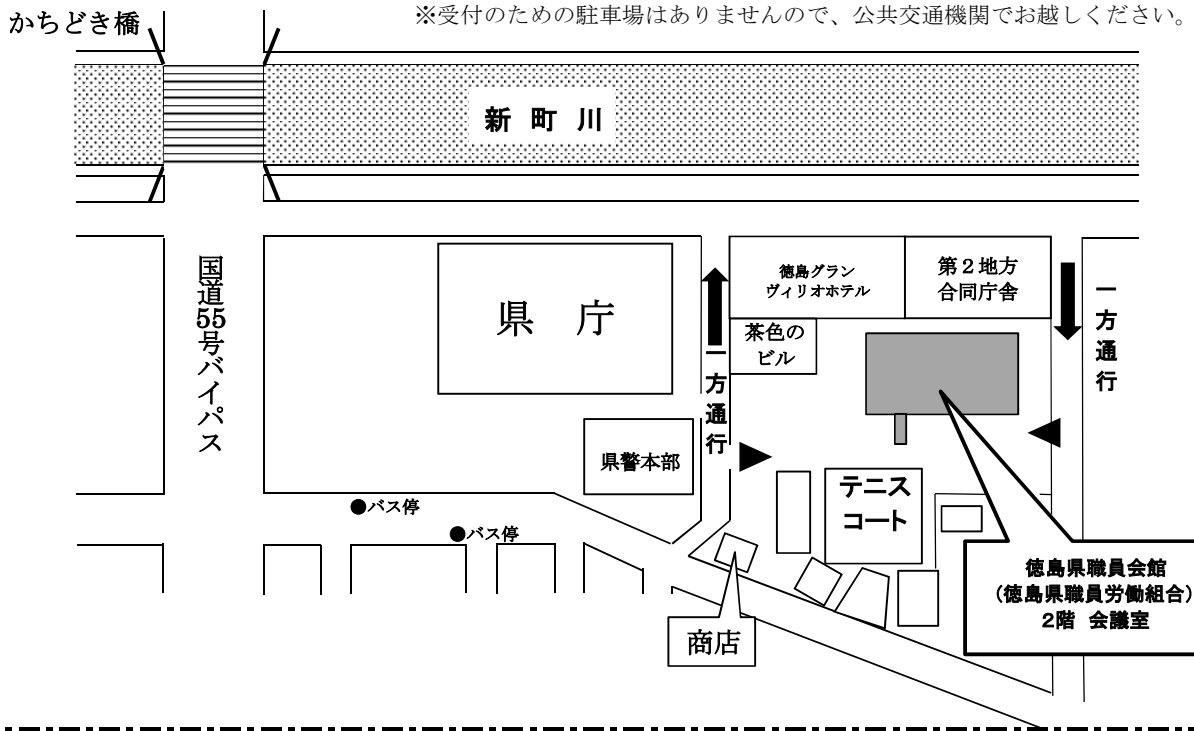 かちどき橋
※受付のための駐車場はありませんので、公共交通機関でお越しください。
新 町 川
国道55号バイパス
県 庁
徳島グラン
ヴィリオホテル
第2地方
合同庁舎
茶色の
ビル
一方通行
一方通行
県警本部
●バス停
●バス停
テニス
コート
商店
徳島県職員会館
(徳島県職員労働組合)
2階 会議室